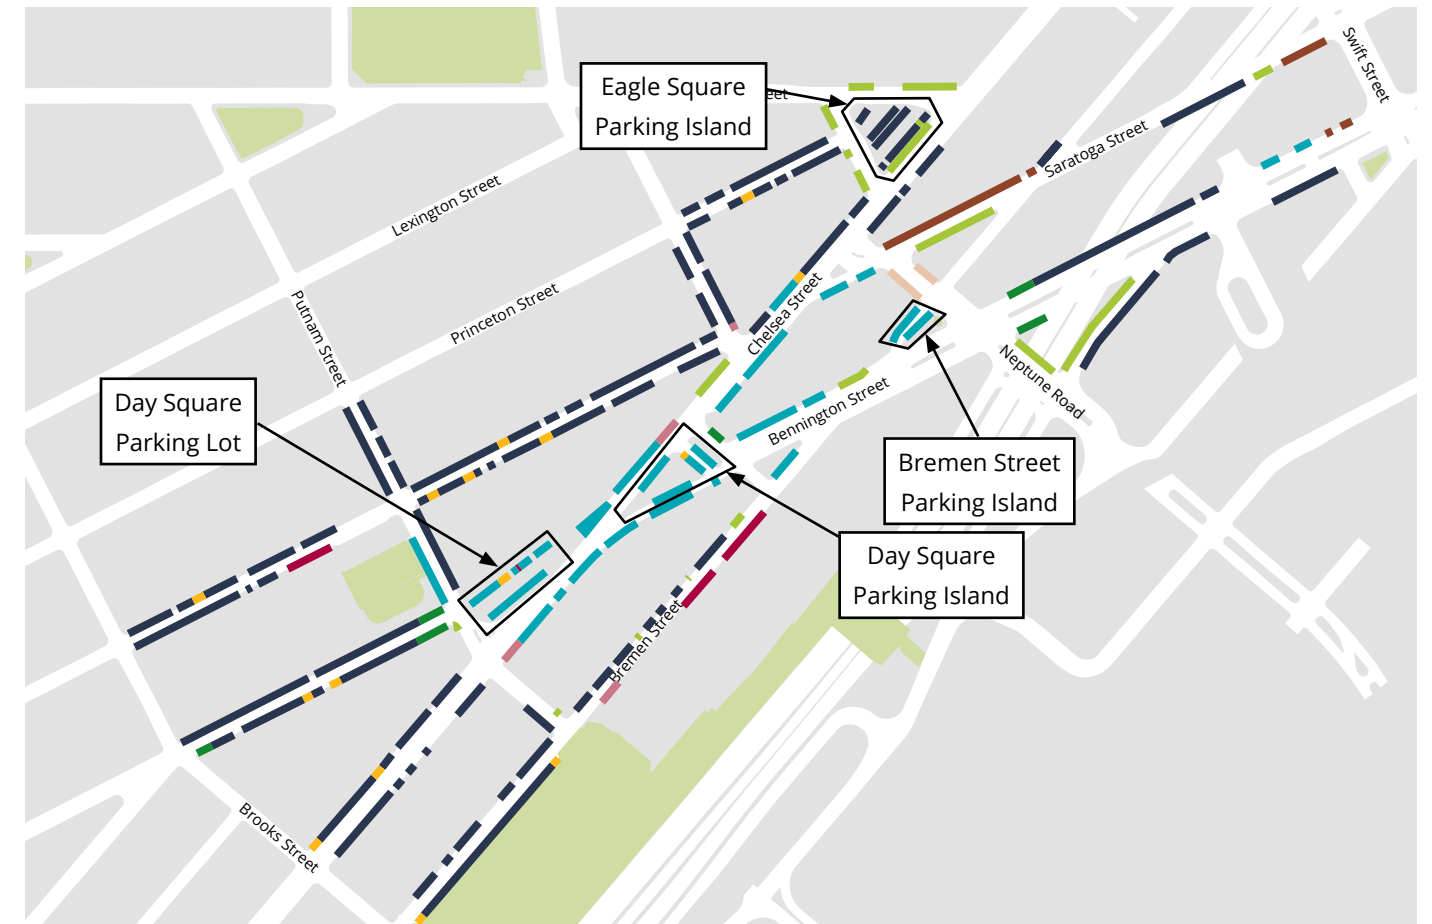 Swift Street
Eagle Square
Parking Island
Saratoga Street
Lexington Street
Princeton Street
Putnam Street
Chelsea Street
Neptune Road
Day Square
Parking Lot
Bennington Street
Bremen Street
Parking Island
Day Square
Parking Island
Bremen Street
Brooks Street